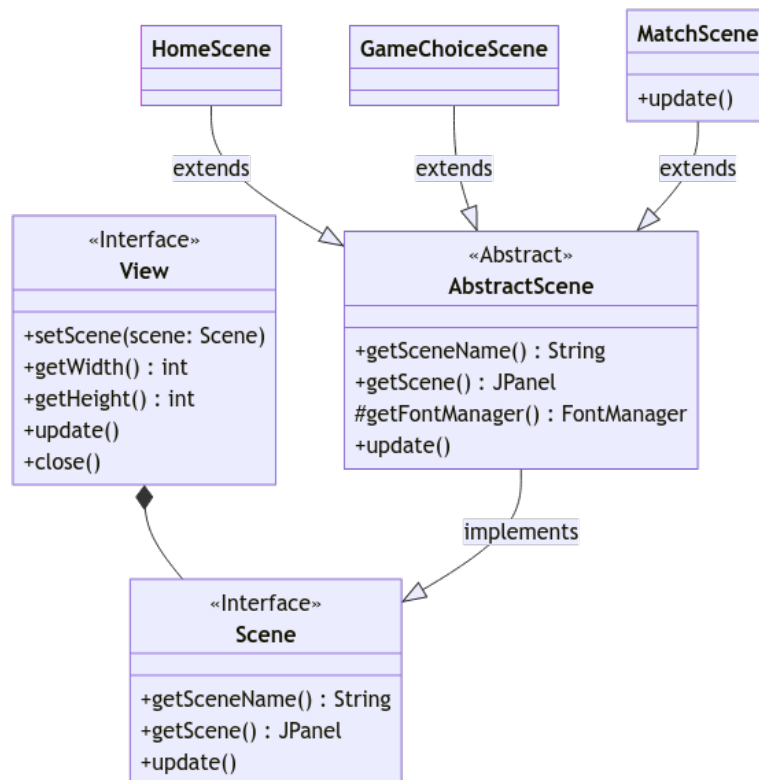 HomeScene
GameChoiceScene
MatchScene
+update()
extends
extends
extends
«Interface»
View
+setScene(scene: Scene)
+getWidth() : int
+getHeight() : int
+update()
+close()
«Abstract»
AbstractScene
+getSceneName() : String
+getScene() : JPanel
#getFontManager() : FontManager
+update()
implements
«Interface»
Scene
+getSceneName() : String
+getScene() : JPanel
+update()